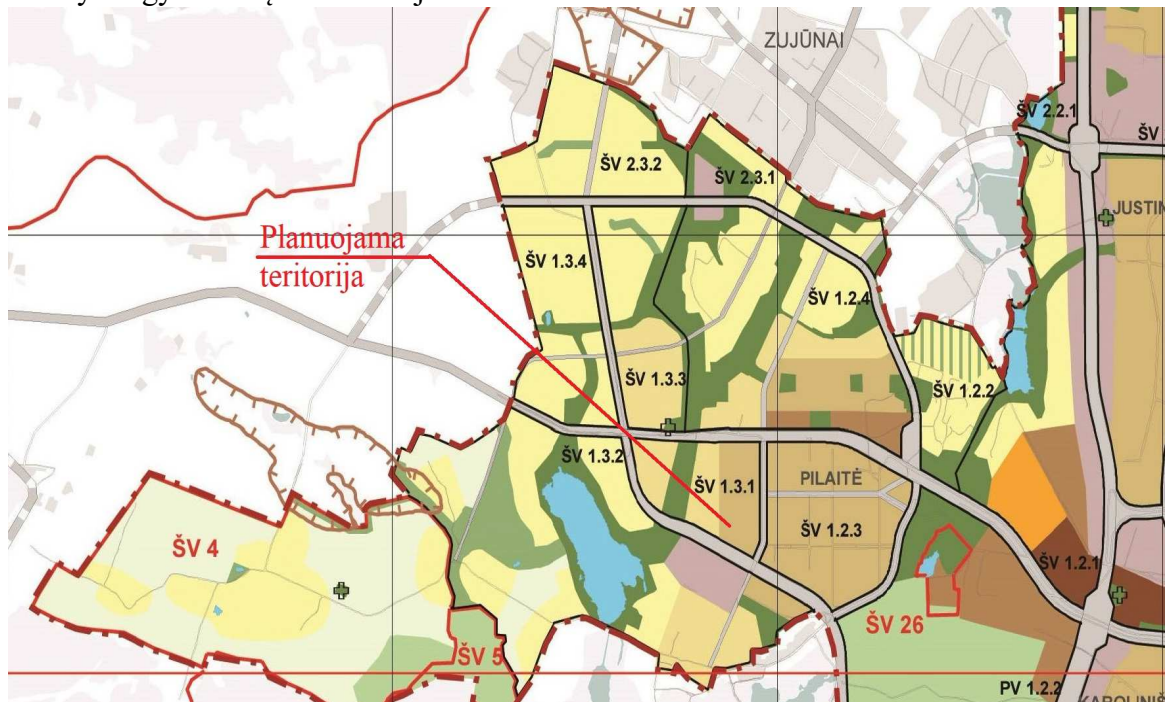 ZUJŪNAI
ŠV 2.2.1
ŠV
ŠV 2.3.2
ŠV 2.3.1
JUSTIN
Planuojama
teritorija
ŠV 1.3.4
ŠV 1.2.4
ŠV 1.3.3
ŠV 1.2.2
ŠV 1.3.2
ŠV 1.3.1
PILAITĖ
ŠV 1.2.3
ŠV 4
ŠV 1.2.1
ŠV 26
ŠV 5
PV 1.2.2
KAROLINIŠ